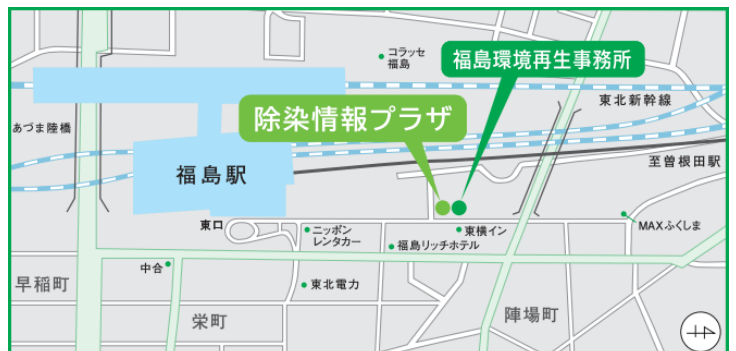 コラッセ
福島
福島環境再生事務所
東北新幹線
あづま陸橋
除染情報プラザ
至曽根田駅
福島駅
東口
ニッポン
レンタカー
東横イン
MAXふくしま
福島リッチホテル
中合
早稲町
東北電力
栄町
陣場町